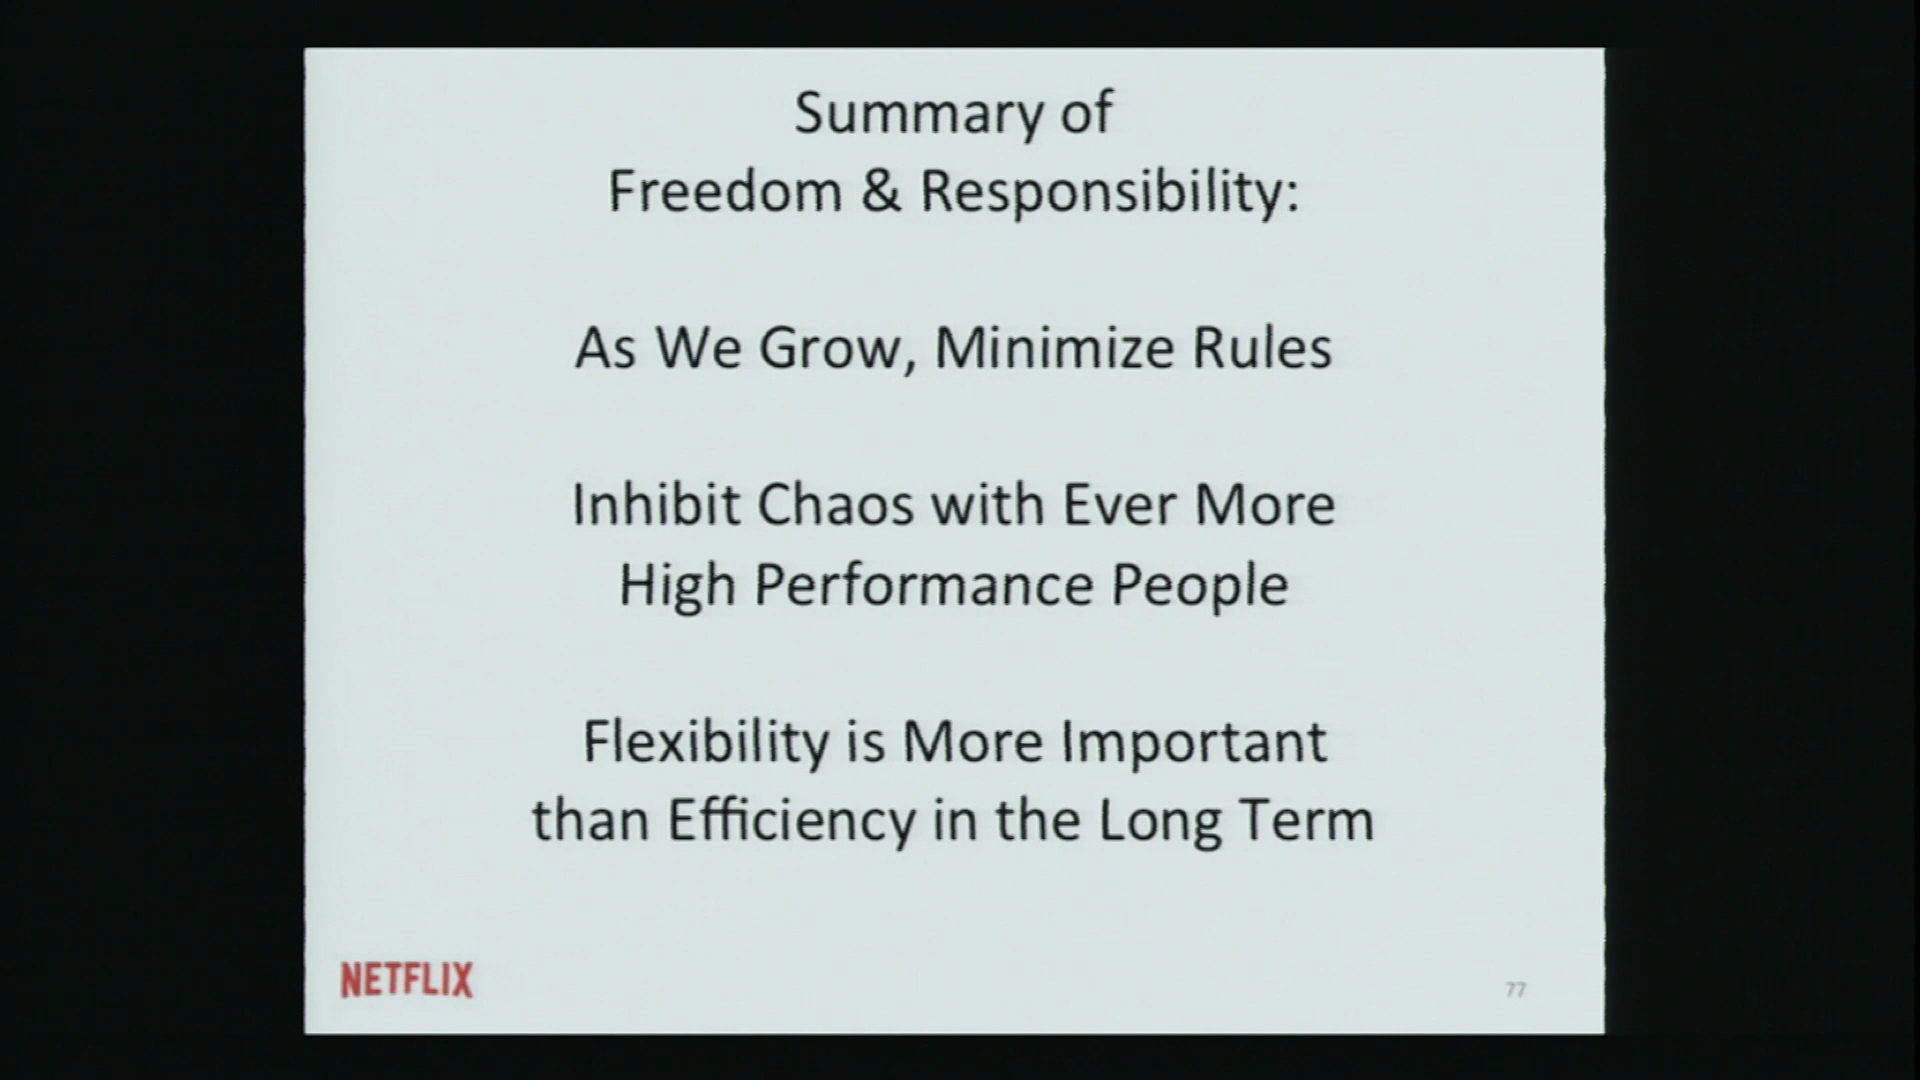 Summary of
Freedom & Responsibility:
As We Grow, Minimize Rules
Inhibit Chaos with Ever More
High Performance People
Flexibility is More Important
than Efficiency in the Long Term
NETFLIX
77